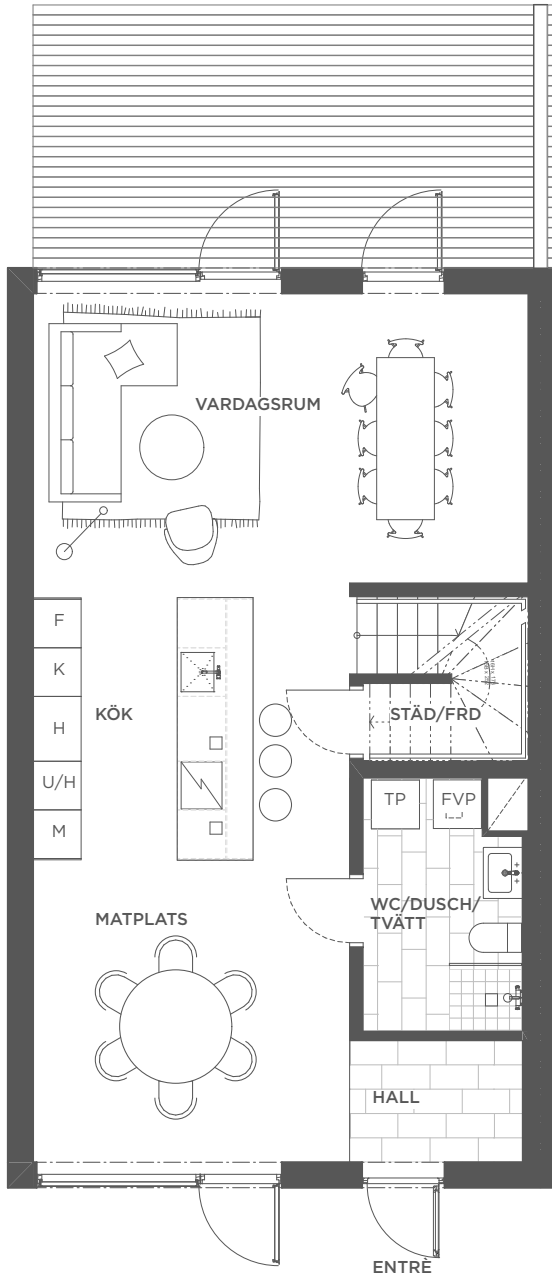 VARDAGSRUM
F
K
H
U/H
M
KÖK
STÄD/FRD
TP
FVP
WC/DUSCH/
TVÄTT
MATPLATS
HALL
ENTRÈ